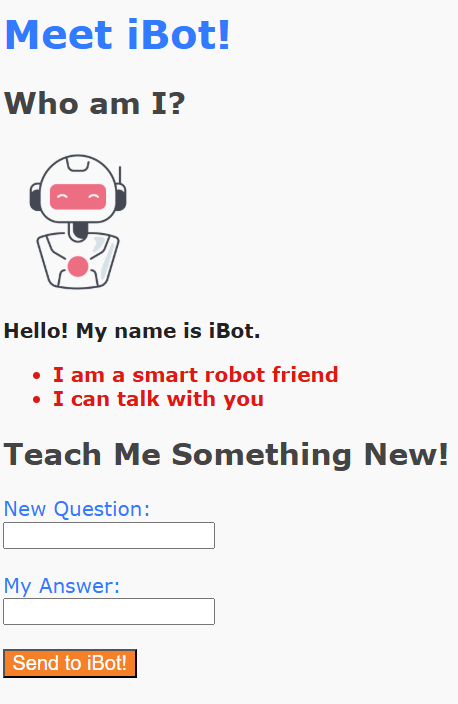 Meet iBot!
Who am I?
Hello! My name is iBot.
• I am a smart robot friend
• I can talk with you
Teach Me Something New!
New Question:
My Answer:
Send to iBot!